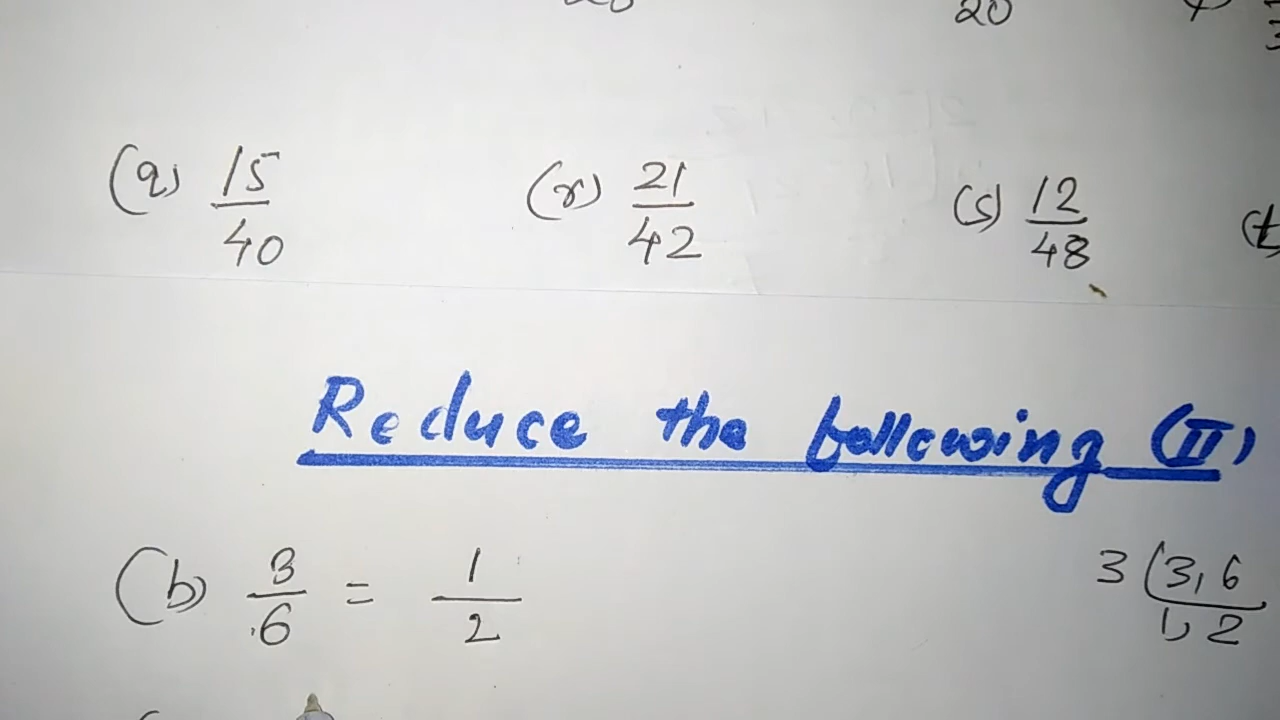 20
(q) 15/40 (r) 21/42 (s) 12/48 (t
Reduce the following (II)
(b) 3/6 = 1/2
3 (3, 6
1, 2